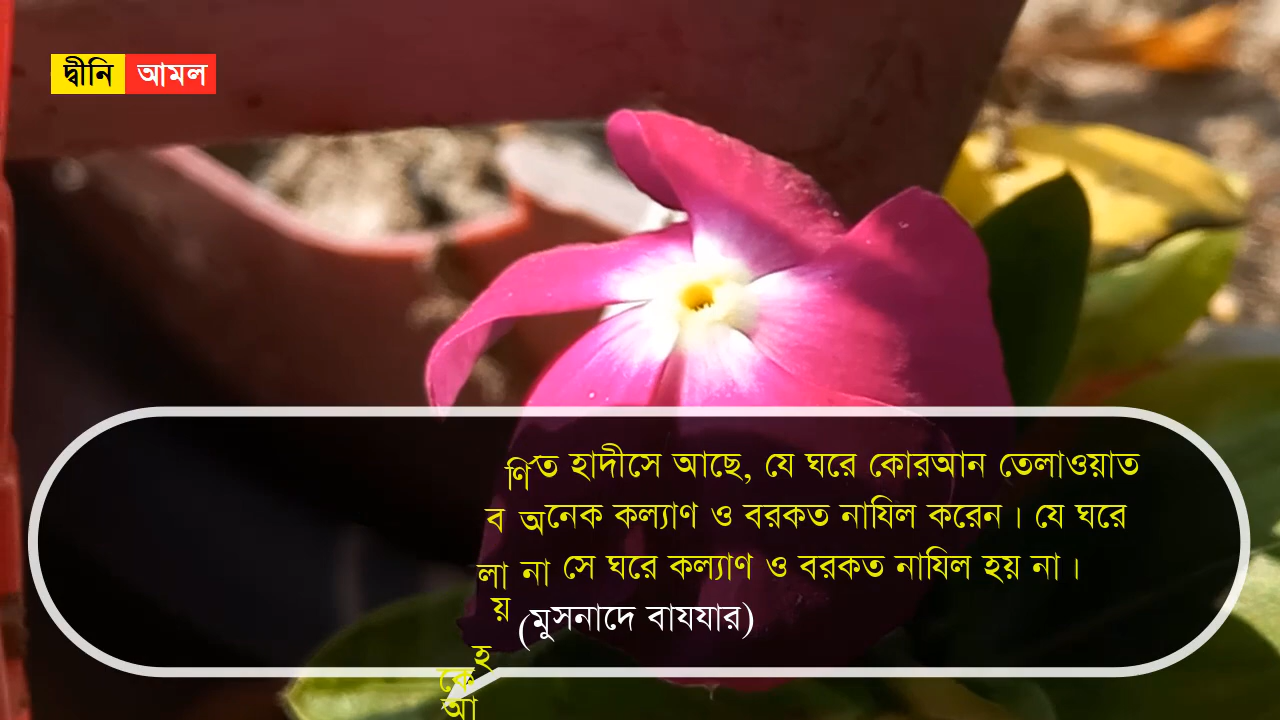 দ্বীনি আমল
ণিত হাদীসে আছে, যে ঘরে কোরআন তেলাওয়াত
ব অনেক কল্যাণ ও বরকত নাযিল করেন। যে ঘরে
লা না সে ঘরে কল্যাণ ও বরকত নাযিল হয় না।
য় (মুসনাদে বাযযার)
হ
কে
আ